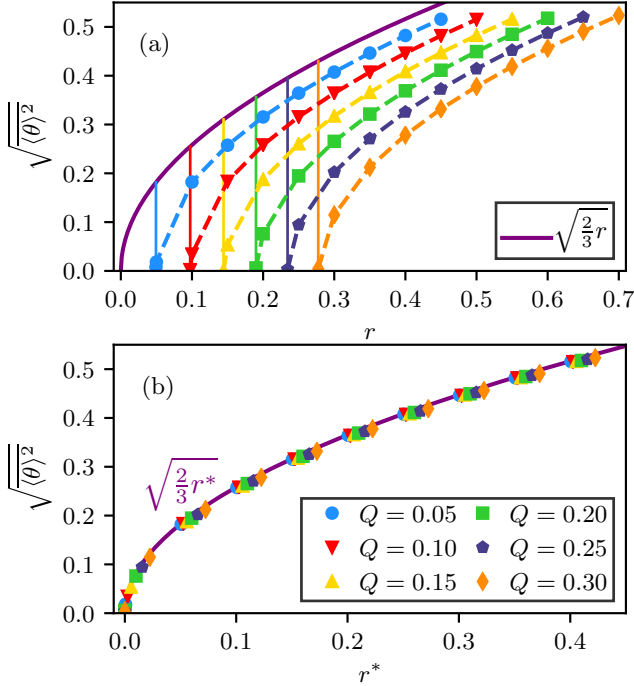 (a)
0.5
0.4
0.3
0.2
0.1
0.0
√⟨θ⟩²
0.0 0.1 0.2 0.3 0.4 0.5 0.6 0.7
r
√2/3 r
(b)
0.5
0.4
0.3
0.2
0.1
0.0
√⟨θ⟩²
√2/3 r*
Q = 0.05 Q = 0.20
Q = 0.10 Q = 0.25
Q = 0.15 Q = 0.30
0.0 0.1 0.2 0.3 0.4
r*